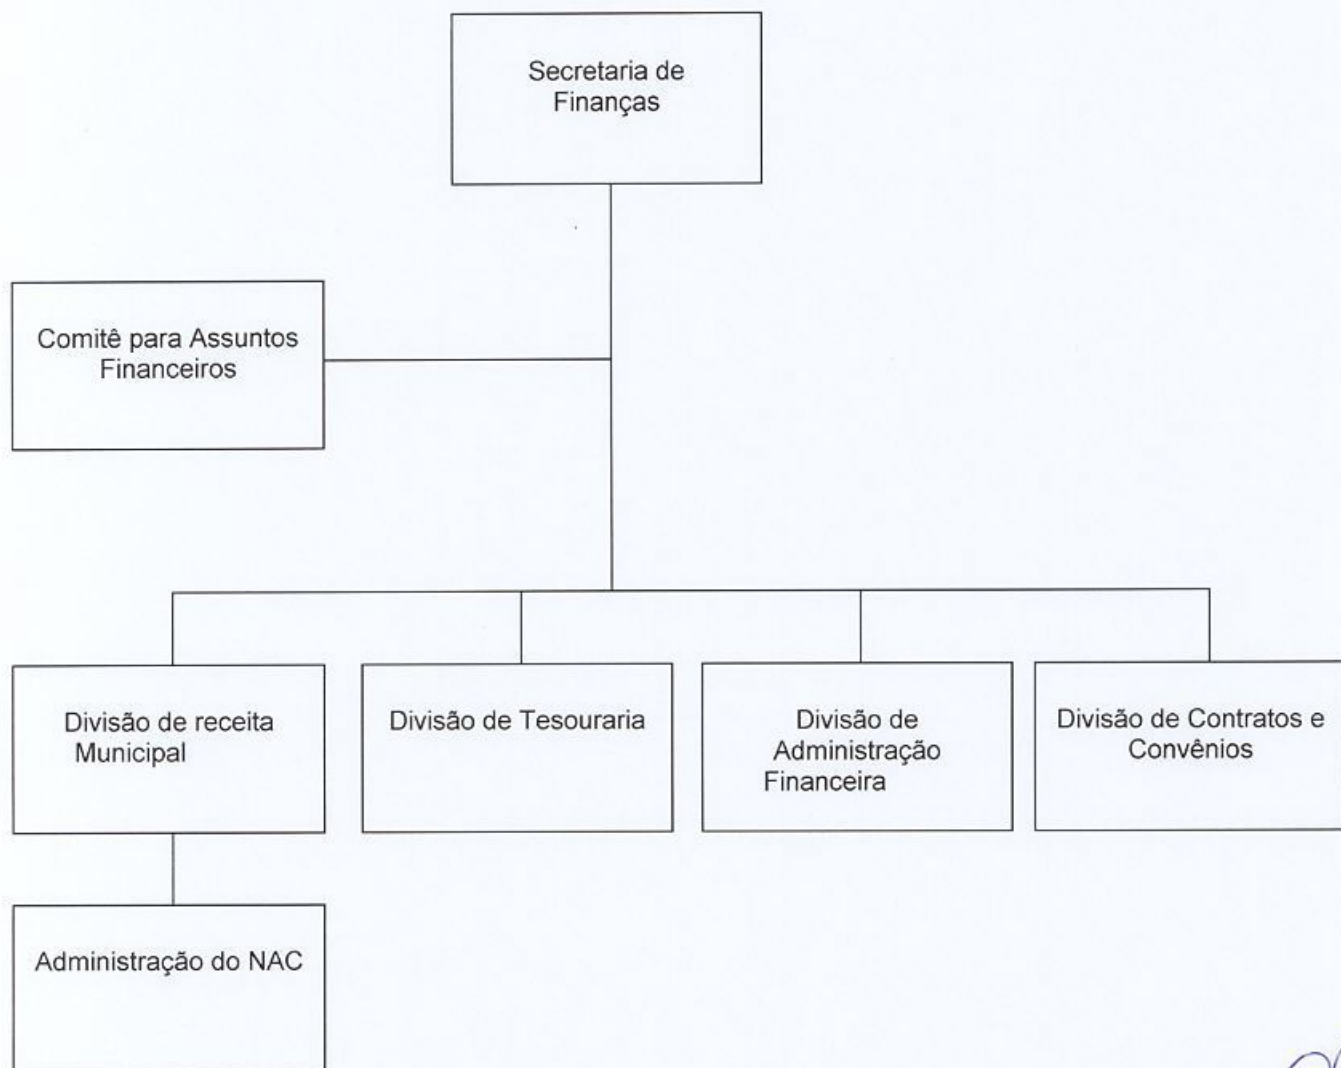 Secretaria de
Finanças
Comitê para Assuntos
Financeiros
Divisão de receita
Municipal
Divisão de Tesouraria
Divisão de
Administração
Financeira
Divisão de Contratos e
Convênios
Administração do NAC